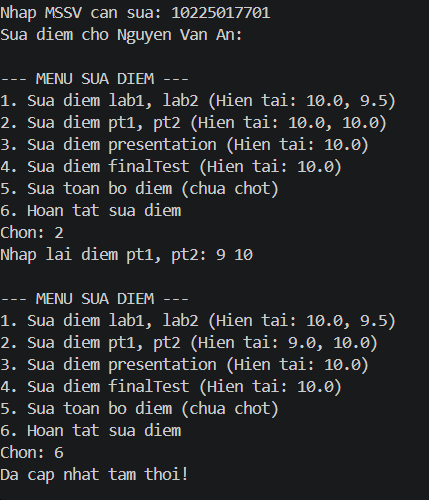 Nhap MSSV can sua: 10225017701
Sua diem cho Nguyen Van An:
--- MENU SUA DIEM ---
1. Sua diem lab1, lab2 (Hien tai: 10.0, 9.5)
2. Sua diem pt1, pt2 (Hien tai: 10.0, 10.0)
3. Sua diem presentation (Hien tai: 10.0)
4. Sua diem finalTest (Hien tai: 10.0)
5. Sua toan bo diem (chua chot)
6. Hoan tat sua diem
Chon: 2
Nhap lai diem pt1, pt2: 9 10
--- MENU SUA DIEM ---
1. Sua diem lab1, lab2 (Hien tai: 10.0, 9.5)
2. Sua diem pt1, pt2 (Hien tai: 9.0, 10.0)
3. Sua diem presentation (Hien tai: 10.0)
4. Sua diem finalTest (Hien tai: 10.0)
5. Sua toan bo diem (chua chot)
6. Hoan tat sua diem
Chon: 6
Da cap nhat tam thoi!